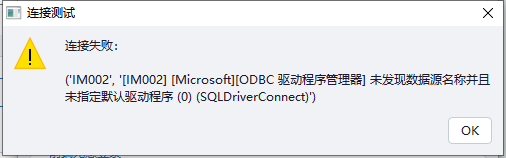 连接测试
连接失败：
('IM002', '[IM002] [Microsoft][ODBC 驱动程序管理器] 未发现数据源名称并且
未指定默认驱动程序 (0) (SQLDriverConnect)')
OK